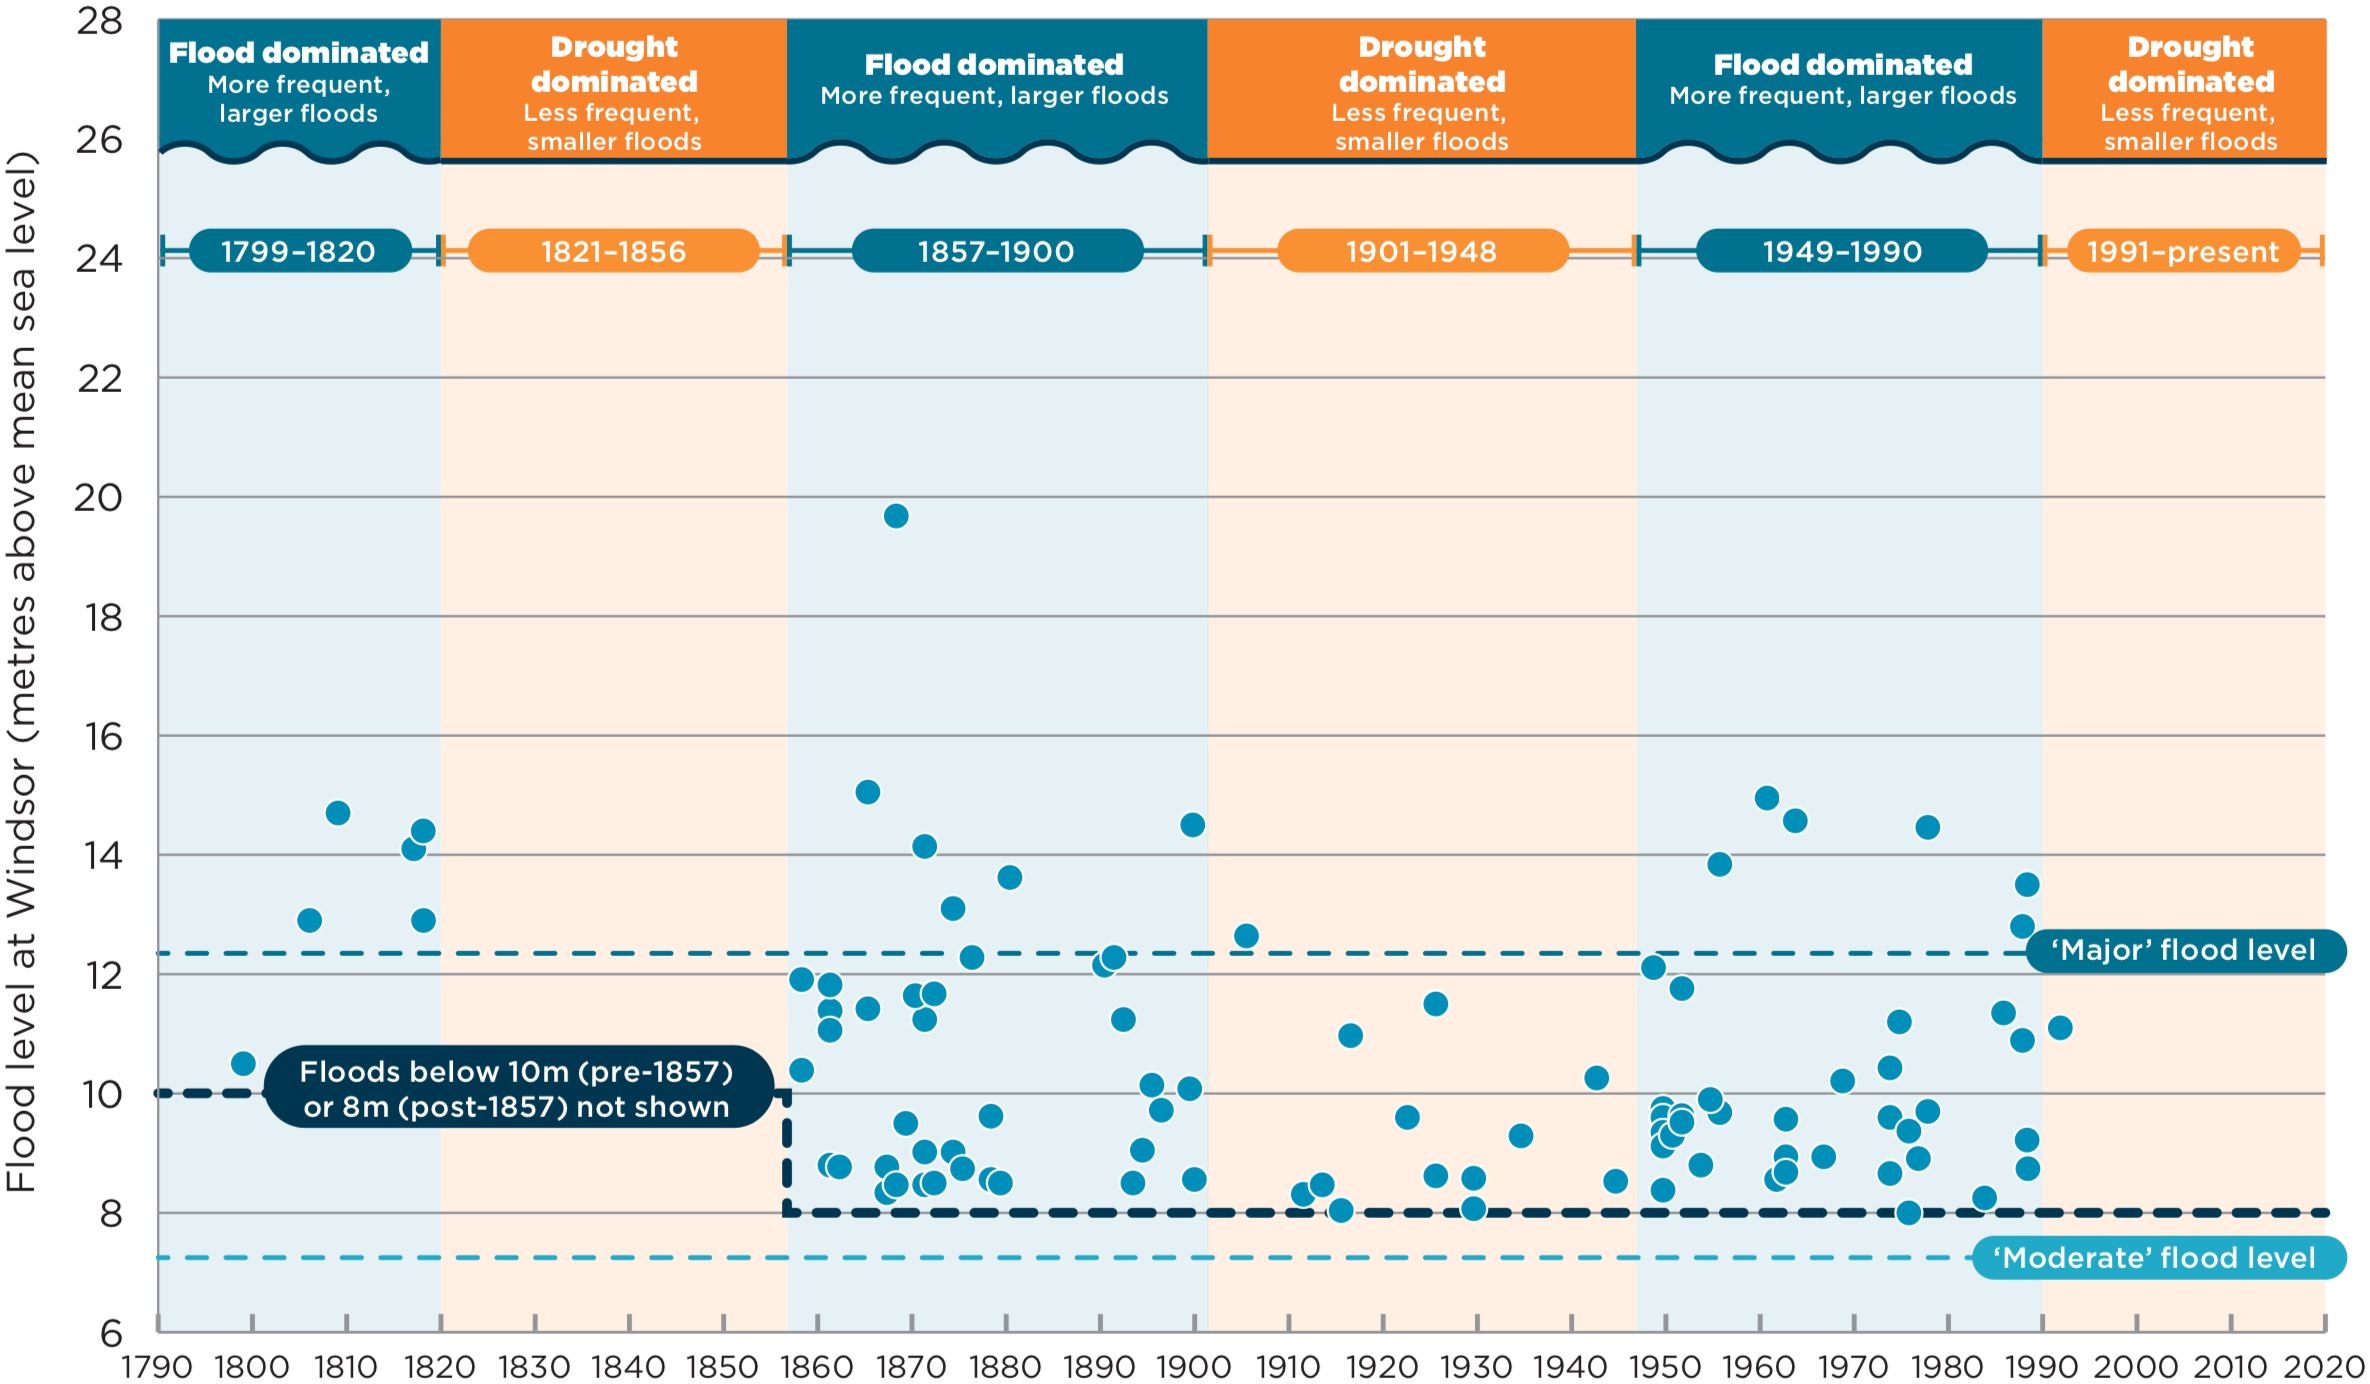 28
26
24
22
20
18
16
14
12
10
8
6
Flood level at Windsor (metres above mean sea level)
Flood dominated
More frequent,
larger floods
Drought
dominated
Less frequent,
smaller floods
Flood dominated
More frequent, larger floods
Drought
dominated
Less frequent,
smaller floods
Flood dominated
More frequent, larger floods
Drought
dominated
Less frequent,
smaller floods
1799–1820
1821–1856
1857–1900
1901–1948
1949–1990
1991–present
‘Major’ flood level
Floods below 10m (pre-1857)
or 8m (post-1857) not shown
‘Moderate’ flood level
1790 1800 1810 1820 1830 1840 1850 1860 1870 1880 1890 1900 1910 1920 1930 1940 1950 1960 1970 1980 1990 2000 2010 2020